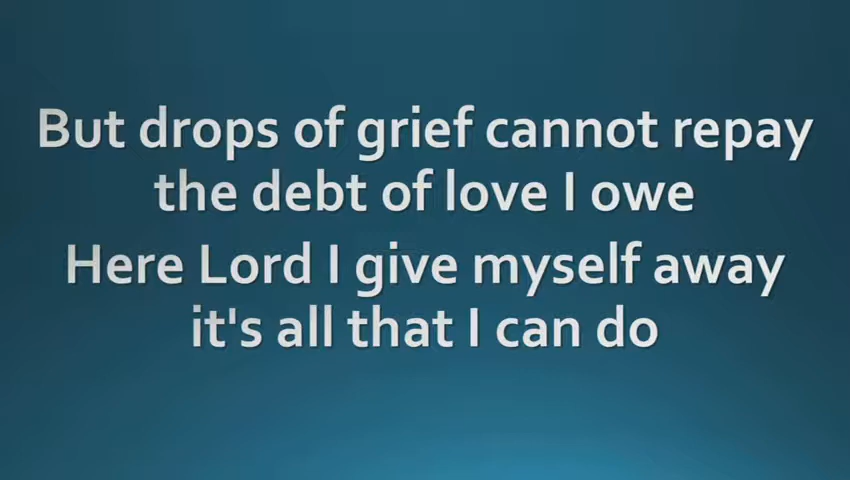 But drops of grief cannot repay
the debt of love I owe
Here Lord I give myself away
it's all that I can do